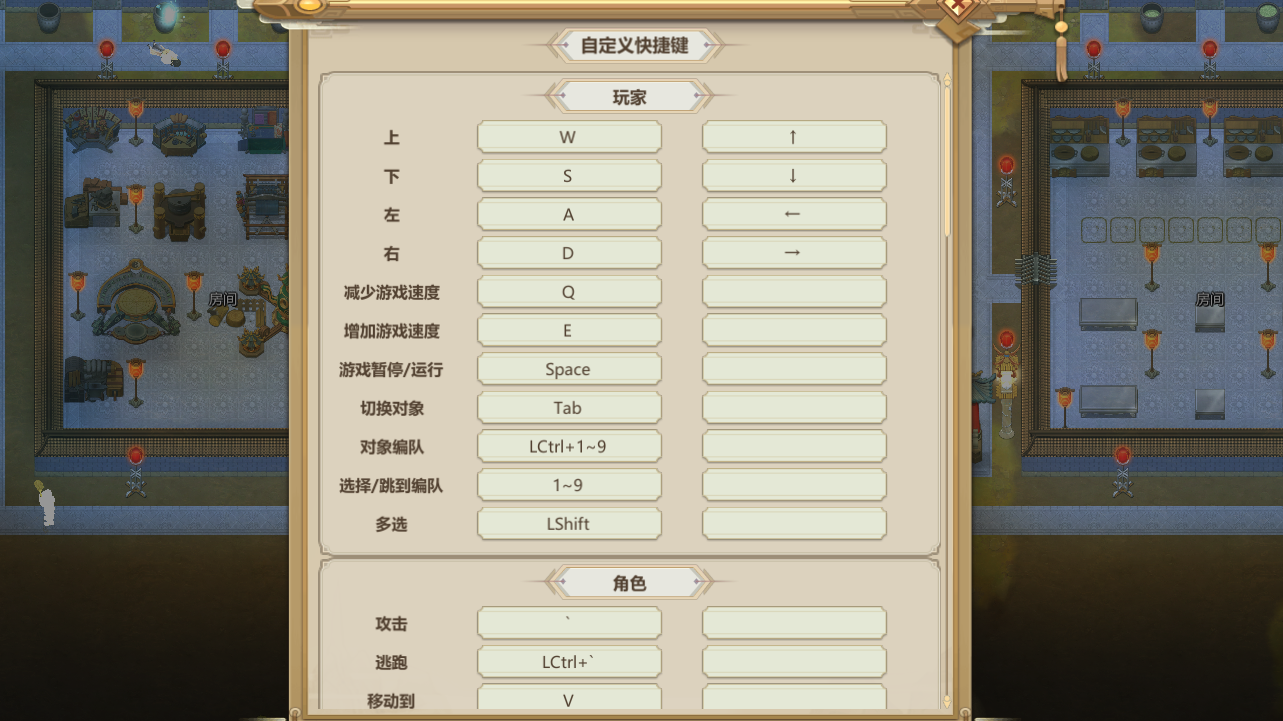 自定义快捷键
玩家
上 W ↑
下 S ↓
左 A ←
右 D →
减少游戏速度 Q
增加游戏速度 E
游戏暂停/运行 Space
切换对象 Tab
对象编队 LCtrl+1~9
选择/跳到编队 1~9
多选 LShift
房间
房间
角色
攻击 `
逃跑 LCtrl+`
移动到 V